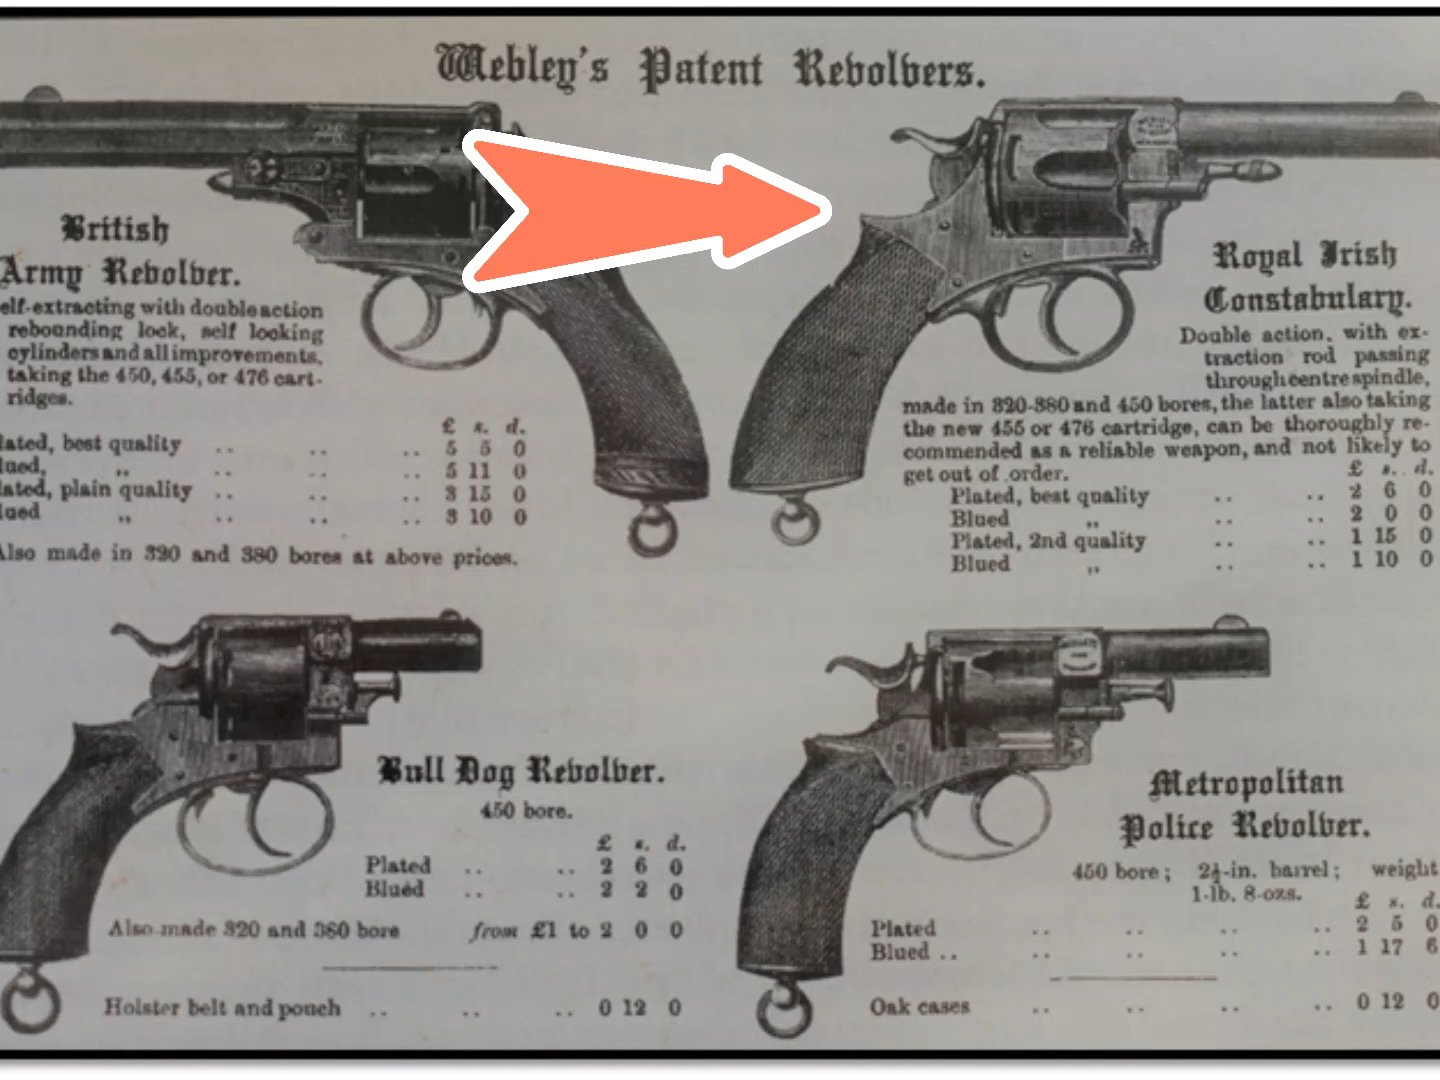 Webley's Patent Revolvers.
British
Army Revolver.
elf-extracting with double action
rebounding lock, self locking
cylinders and all improvements,
taking the 450, 455, or 476 cart-
ridges.
£ s. d.
lated, best quality .. .. .. 5 5 0
lued, „ .. .. .. 5 11 0
lated, plain quality .. .. .. 3 15 0
lued „ .. .. .. 3 10 0
Also made in 320 and 380 bores at above prices.
Royal Irish
Constabulary.
Double action, with ex-
traction rod passing
through centre spindle,
made in 320-380 and 450 bores, the latter also taking
the new 455 or 476 cartridge, can be thoroughly re-
commended as a reliable weapon, and not likely to
get out of order.
£ s. d.
Plated, best quality .. .. 2 6 0
Blued „ .. .. 2 0 0
Plated, 2nd quality .. .. 1 15 0
Blued „ .. .. 1 10 0
Bull Dog Revolver.
450 bore.
£ s. d.
Plated .. .. 2 6 0
Blued .. .. 2 2 0
Also made 320 and 380 bore from £1 to 2 0 0
Holster belt and pouch .. .. .. 0 12 0
Metropolitan
Police Revolver.
450 bore; 2½-in. barrel; weight
1-lb. 8-ozs.
£ s. d.
Plated .. .. .. .. 2 5 0
Blued .. .. .. .. .. 1 17 6
Oak cases .. .. .. .. 0 12 0